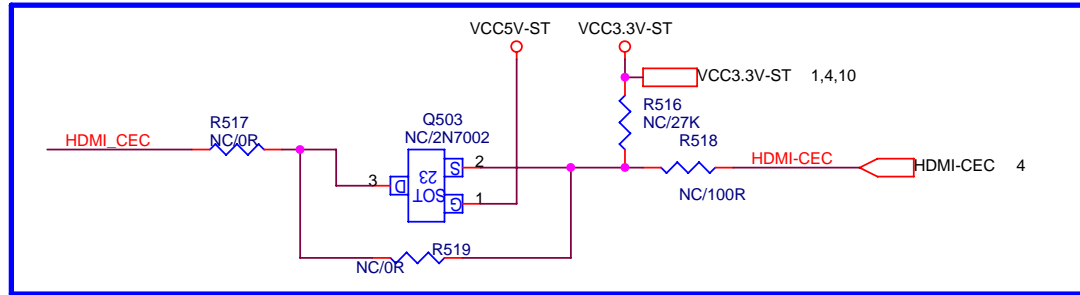 VCC5V-ST
VCC3.3V-ST
VCC3.3V-ST 1,4,10
R516
NC/27K
R517
NC/0R
HDMI_CEC
Q503
NC/2N7002
R518
HDMI-CEC
HDMI-CEC 4
NC/100R
3
D
SOT
23
S
2
G
1
R519
NC/0R